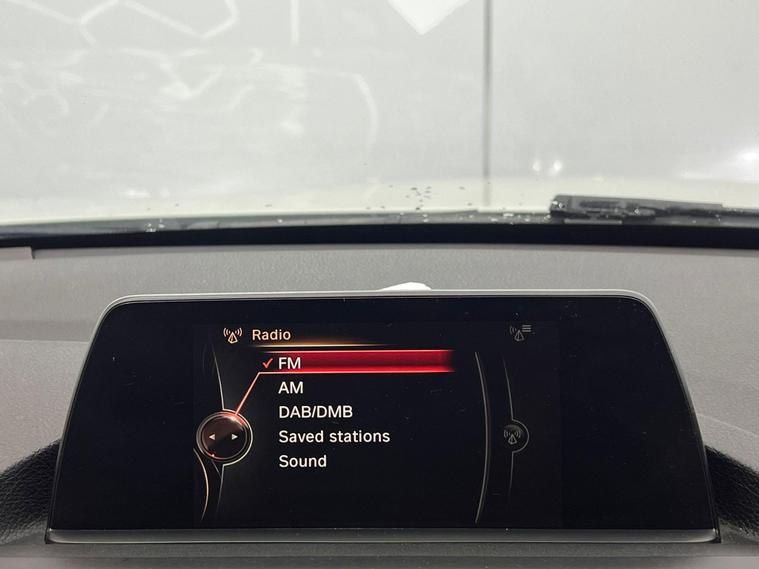 Radio
FM
AM
DAB/DMB
Saved stations
Sound